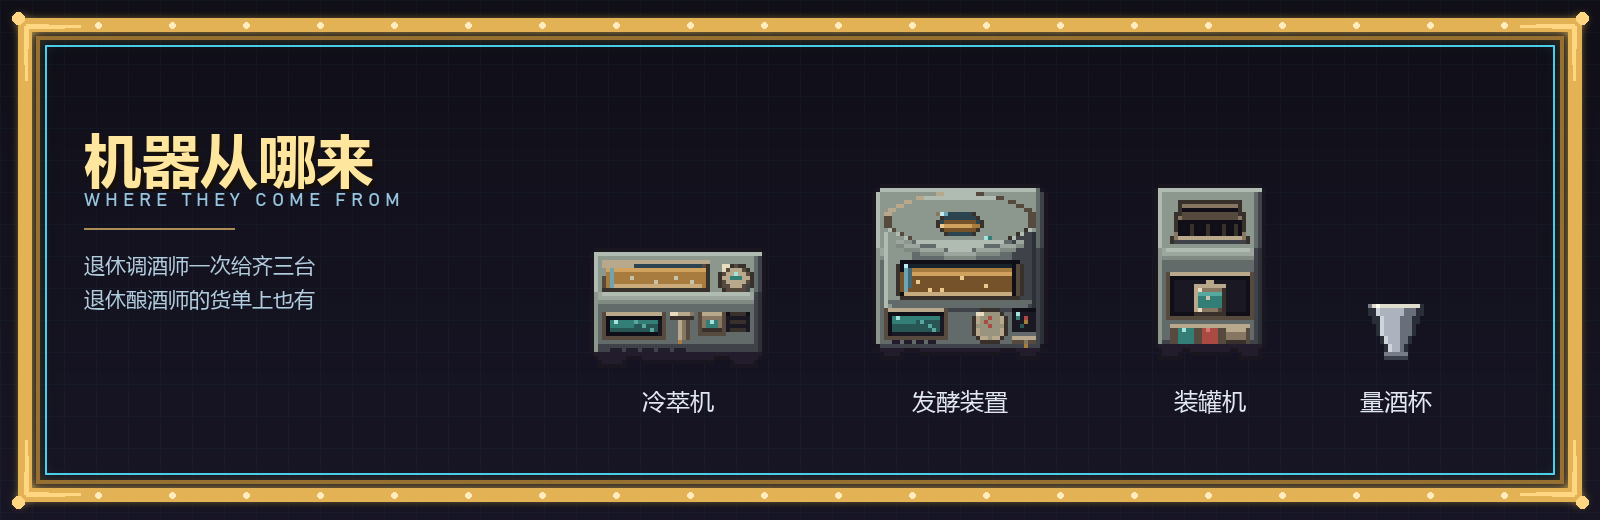 机器从哪来
WHERE THEY COME FROM
退休调酒师一次给齐三台
退休酿酒师的货单上也有
冷萃机
发酵装置
装罐机
量酒杯